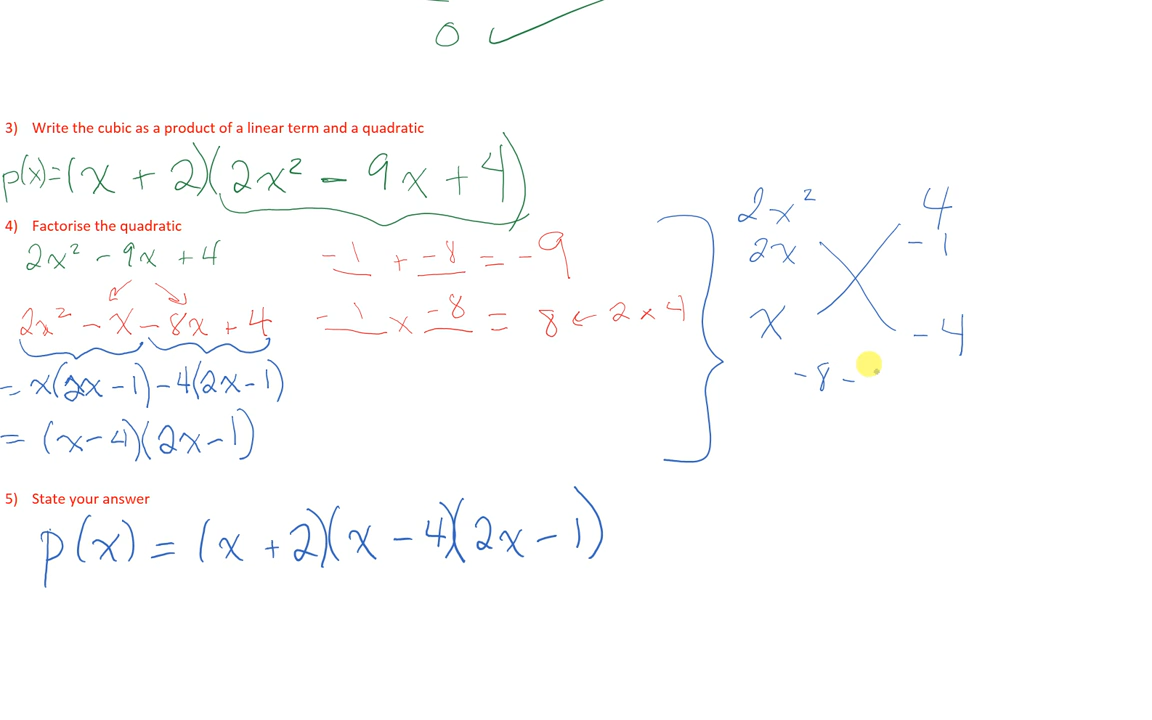 0 ✓
3) Write the cubic as a product of a linear term and a quadratic
p(x)=(x + 2)(2x² - 9x + 4)
4) Factorise the quadratic
2x² - 9x + 4
-1 + -8 = -9
2x² - x - 8x + 4
-1 x -8 = 8 ← 2 x 4
= x(2x - 1) - 4(2x - 1)
= (x - 4)(2x - 1)
2x² 4
2x - 1
x - 4
- 8 -
5) State your answer
p(x) = (x + 2)(x - 4)(2x - 1)